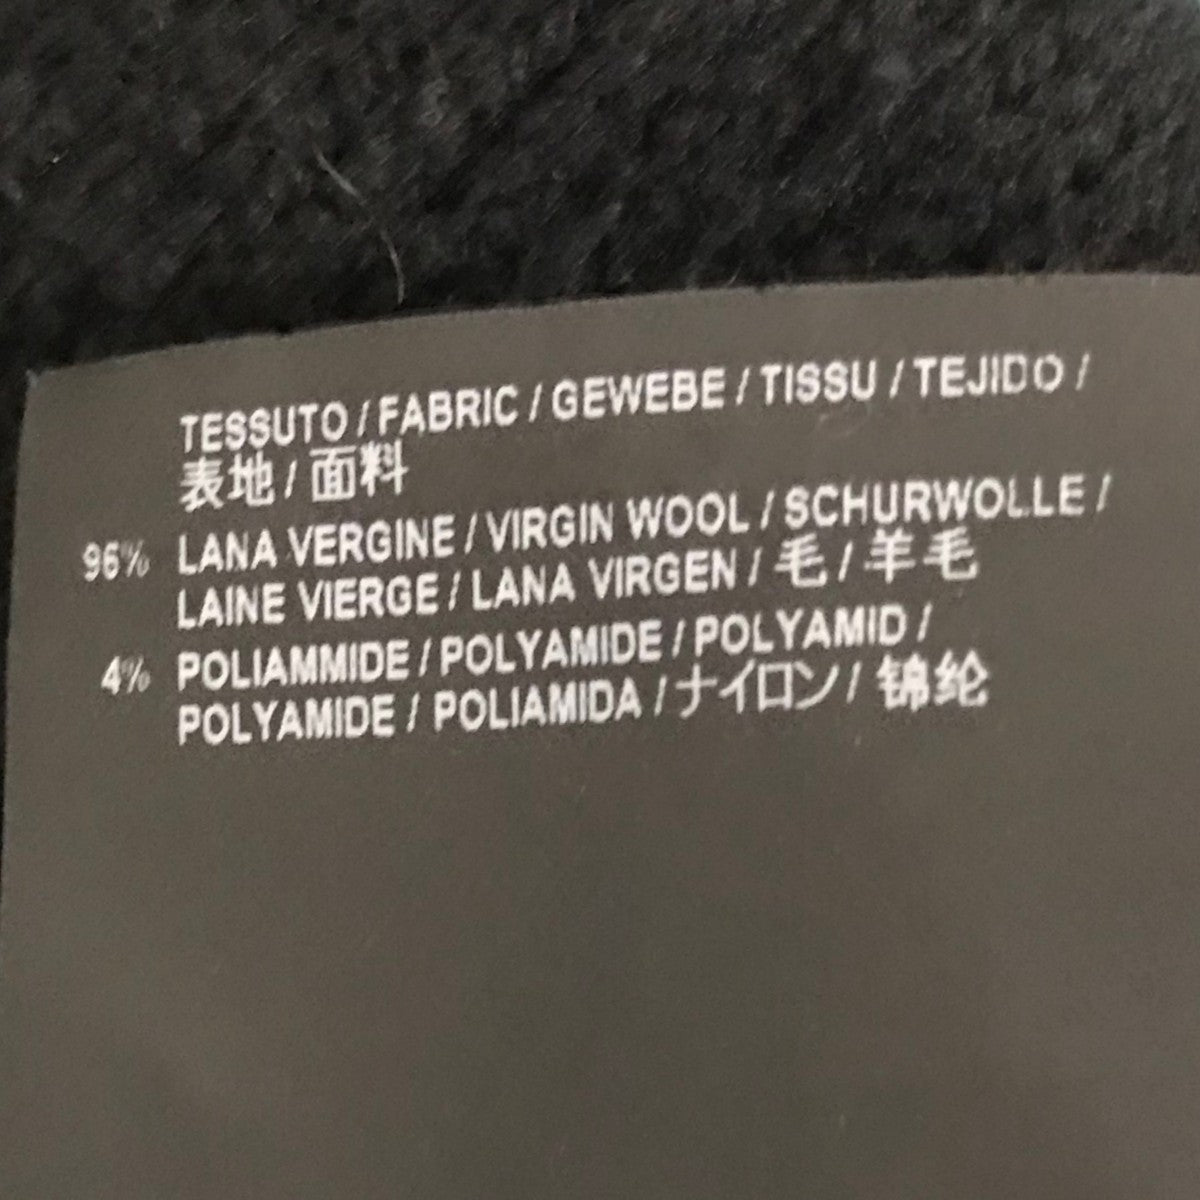 TESSUTO / FABRIC / GEWEBE / TISSU / TEJIDO /
表地 / 面料
96% LANA VERGINE / VIRGIN WOOL / SCHURWOLLE /
LAINE VIERGE / LANA VIRGEN / 毛 / 羊毛
4% POLIAMMIDE / POLYAMIDE / POLYAMID /
POLYAMIDE / POLIAMIDA / ナイロン / 锦纶